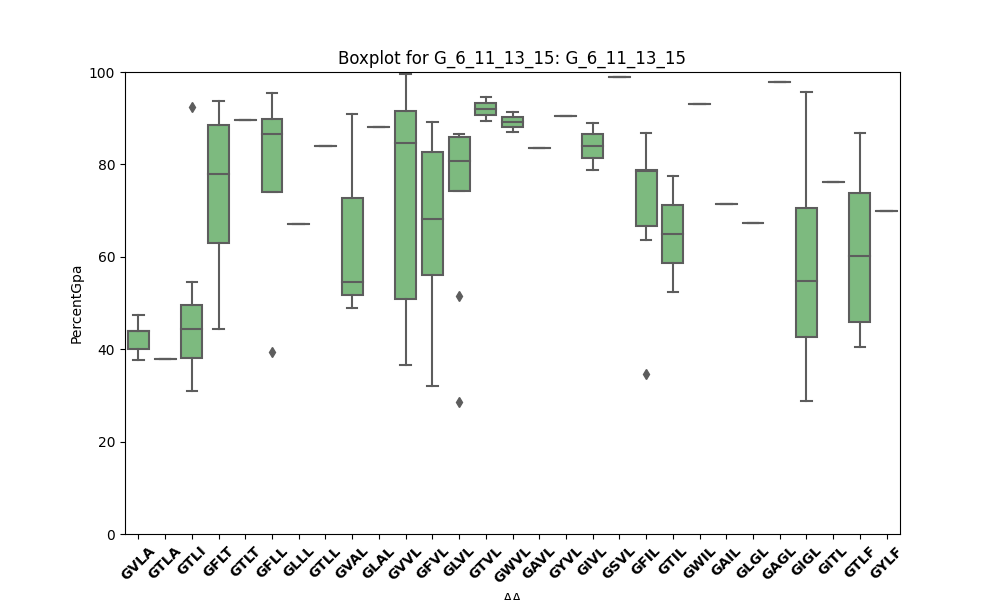 Boxplot for G_6_11_13_15: G_6_11_13_15
100
80
60
40
20
0
PercentGpa
GVLA GTLA GTLI GFLT GTLT GFLL GLLL GTLL GVAL GLAL GVVL GFVL GLVL GTVL GWVL GAVL GYVL GIVL GSVL GFIL GTIL GWIL GAIL GLGL GAGL GIGL GITL GTLF GYLF
AA